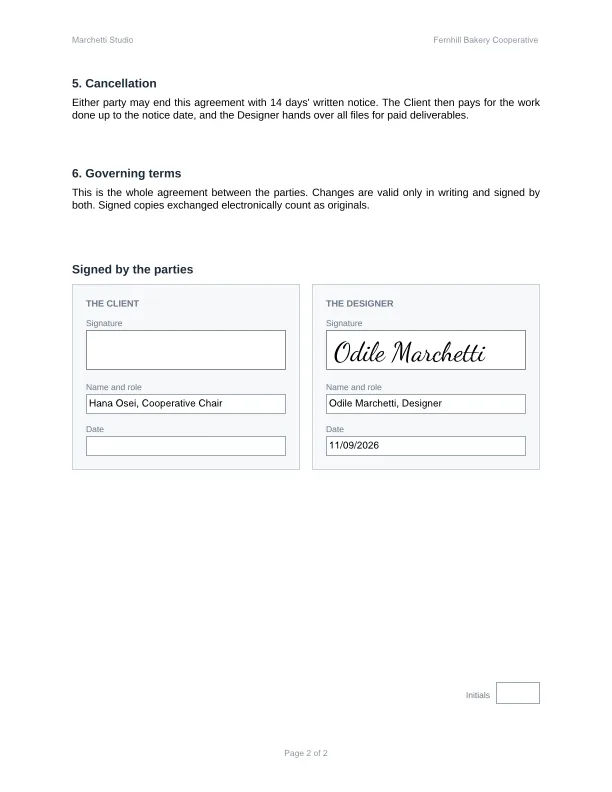 Marchetti Studio
Fernhill Bakery Cooperative
5. Cancellation
Either party may end this agreement with 14 days' written notice. The Client then pays for the work
done up to the notice date, and the Designer hands over all files for paid deliverables.
6. Governing terms
This is the whole agreement between the parties. Changes are valid only in writing and signed by
both. Signed copies exchanged electronically count as originals.
Signed by the parties
THE CLIENT
Signature
Name and role
Hana Osei, Cooperative Chair
Date
THE DESIGNER
Signature
Odile Marchetti
Name and role
Odile Marchetti, Designer
Date
11/09/2026
Initials
Page 2 of 2